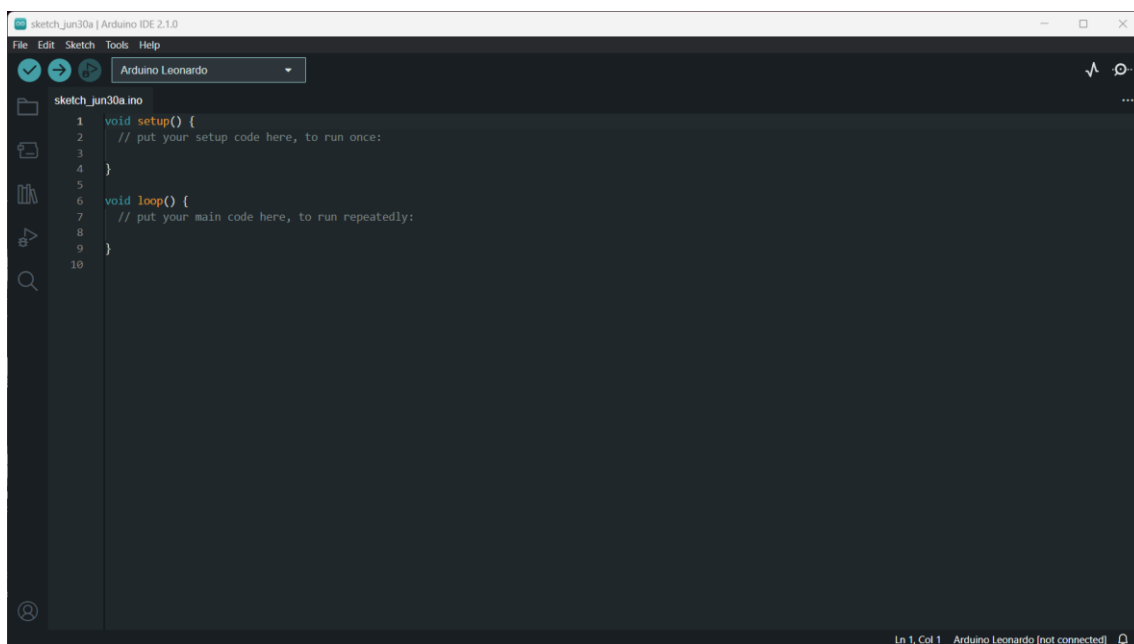 sketch_jun30a | Arduino IDE 2.1.0
File Edit Sketch Tools Help
Arduino Leonardo
sketch_jun30a.ino
1 void setup() {
2 // put your setup code here, to run once:
3
4 }
5
6 void loop() {
7 // put your main code here, to run repeatedly:
8
9 }
10
Ln 1, Col 1 Arduino Leonardo [not connected]